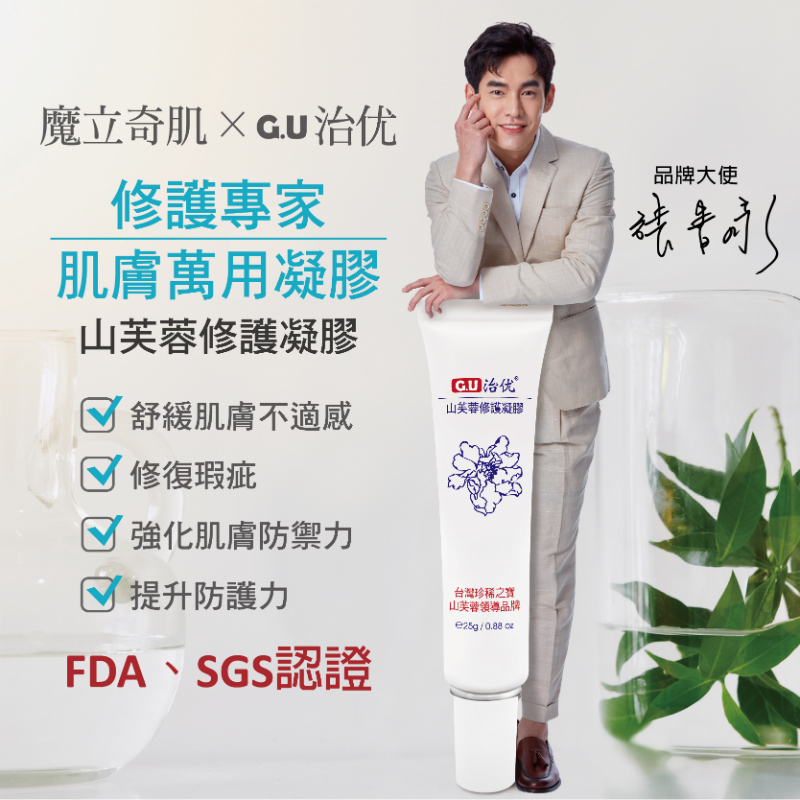 魔立奇肌×G.U治优
修護專家
肌膚萬用凝膠
山芙蓉修護凝膠
舒緩肌膚不適感
修復瑕疵
強化肌膚防禦力
提升防護力
FDA、SGS認證
品牌大使
G.U治优®
山芙蓉修護凝膠
台灣珍稀之寶
山芙蓉領導品牌
℮25g/0.88 oz